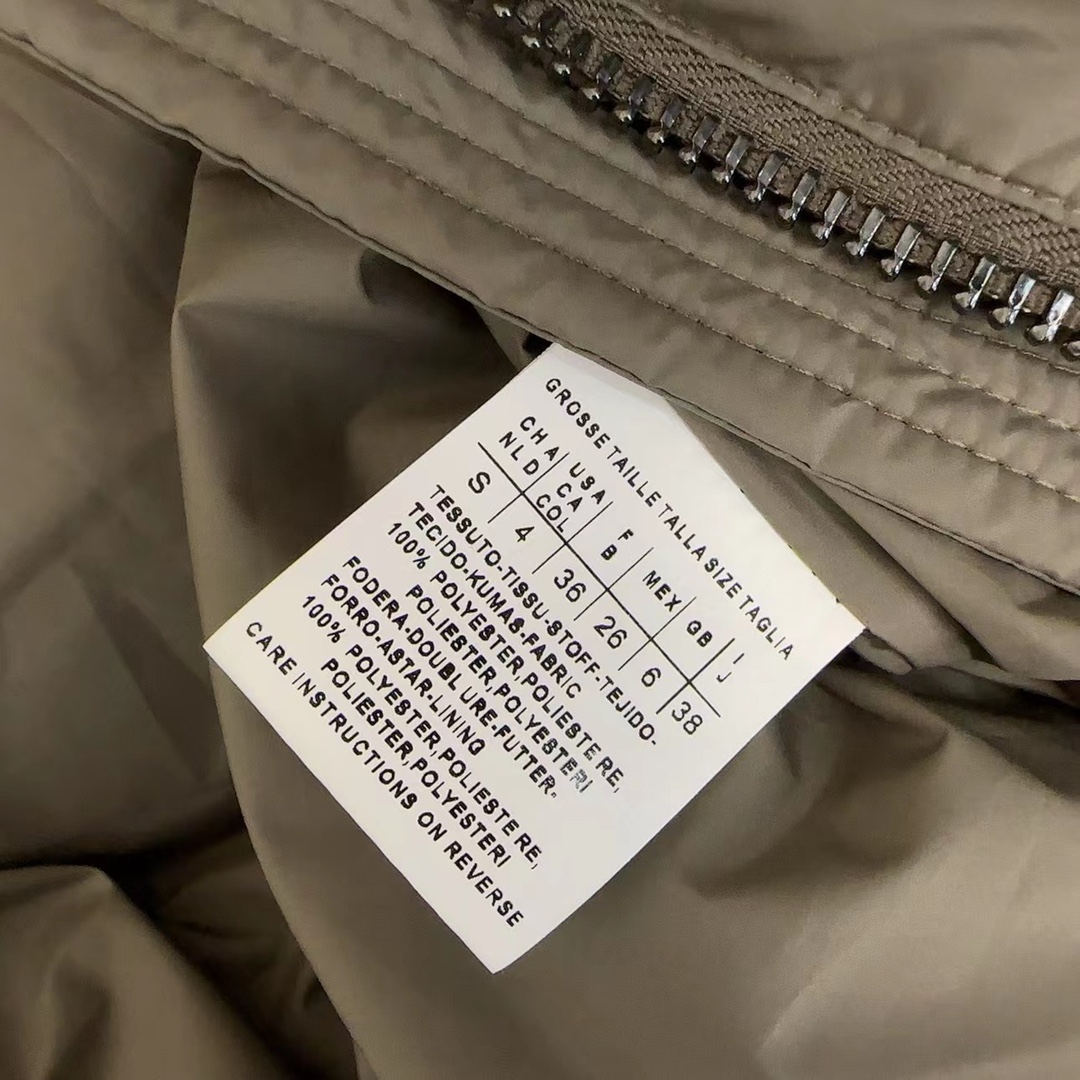 GROSSE TAILLE TALLA SIZE TAGLIA
CHA USA F MEX GB I
NLD CA B J
COL
S 4 36 26 6 38
TESSUTO-TISSU-STOFF-TEJIDO-
TECIDO-KUMAS-FABRIC
100% POLYESTER,POLIESTERE,
POLIESTER,POLYESTERI
FODERA-DOUBLURE-FUTTER-
FORRO-ASTAR-LINING
100% POLYESTER,POLIESTERE,
POLIESTER,POLYESTERI
CARE INSTRUCTIONS ON REVERSE